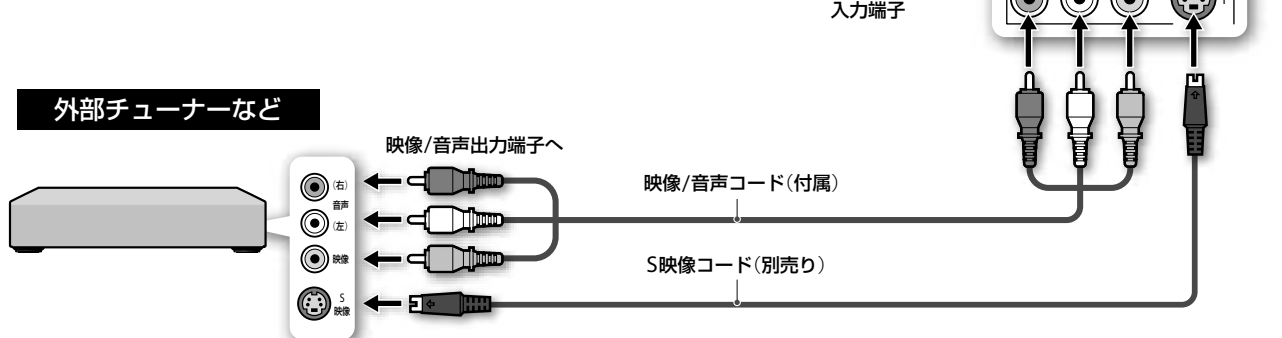 入力端子
外部チューナーなど
映像/音声出力端子へ
(右)
音声
(左)
映像
S
映像
映像/音声コード(付属)
S映像コード(別売り)